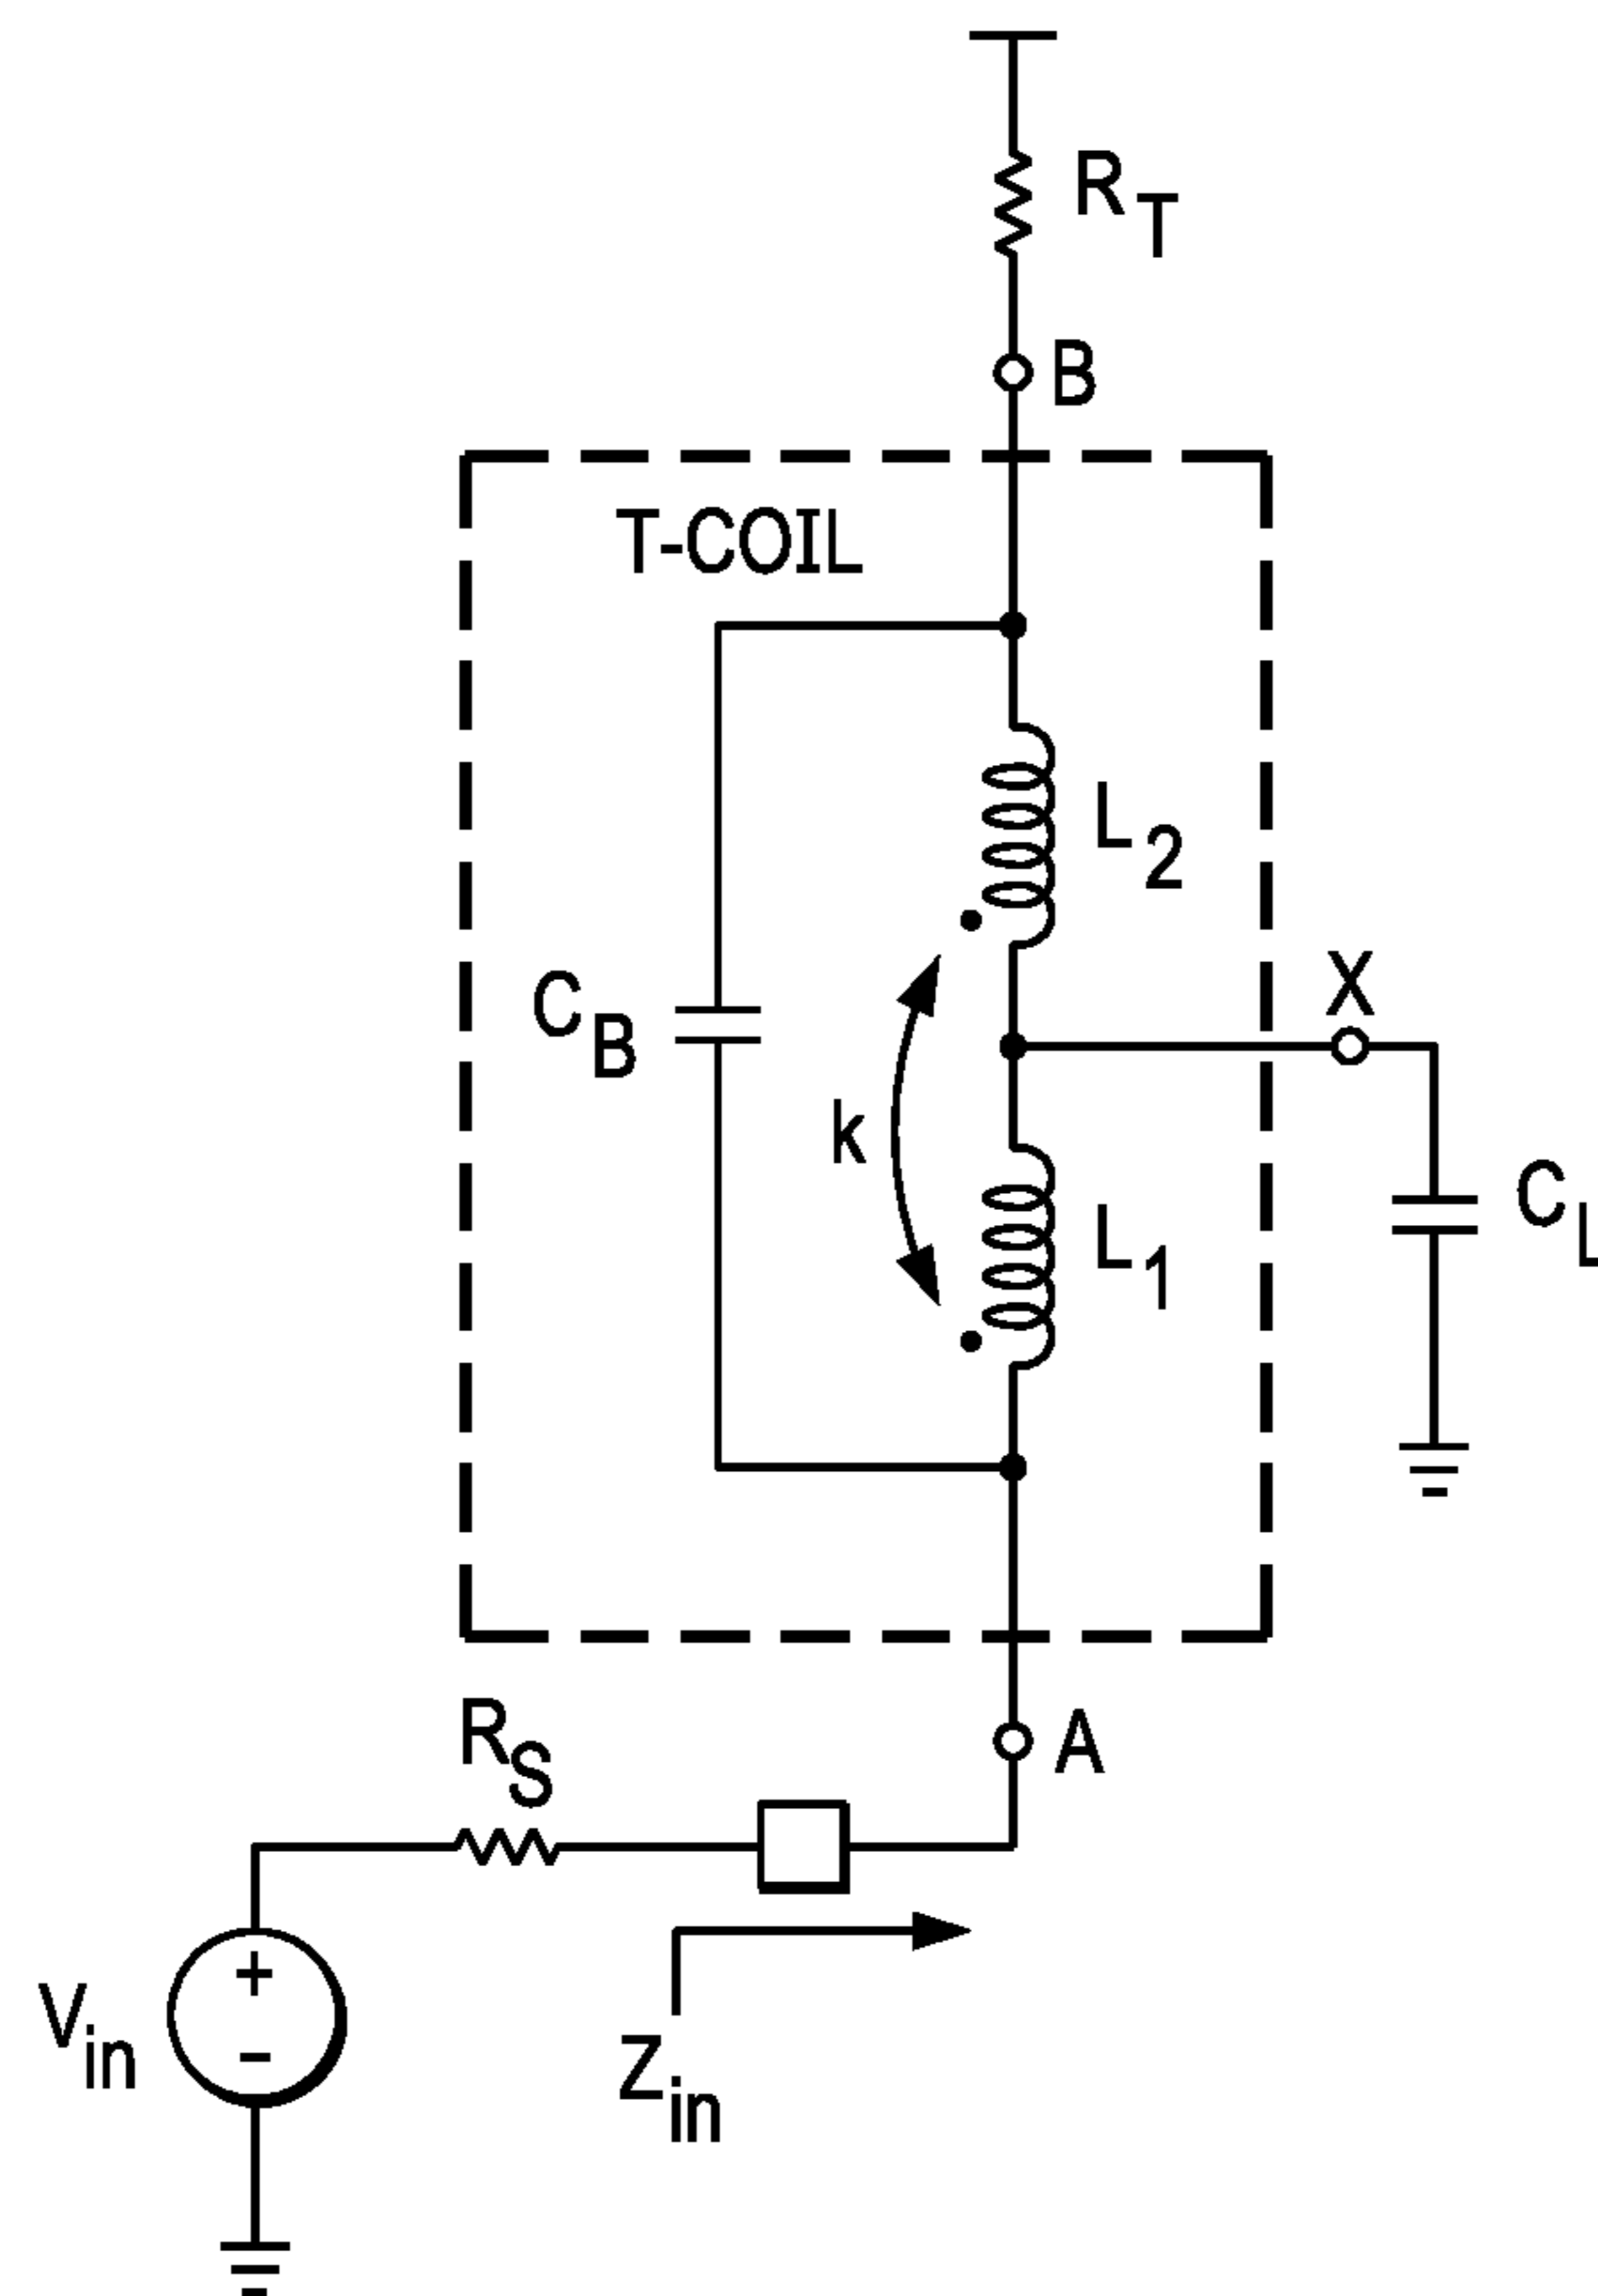 R_T
B
T-COIL
L_2
X
C_B
k
C_L
L_1
R_S
A
+
V_in
-
Z_in